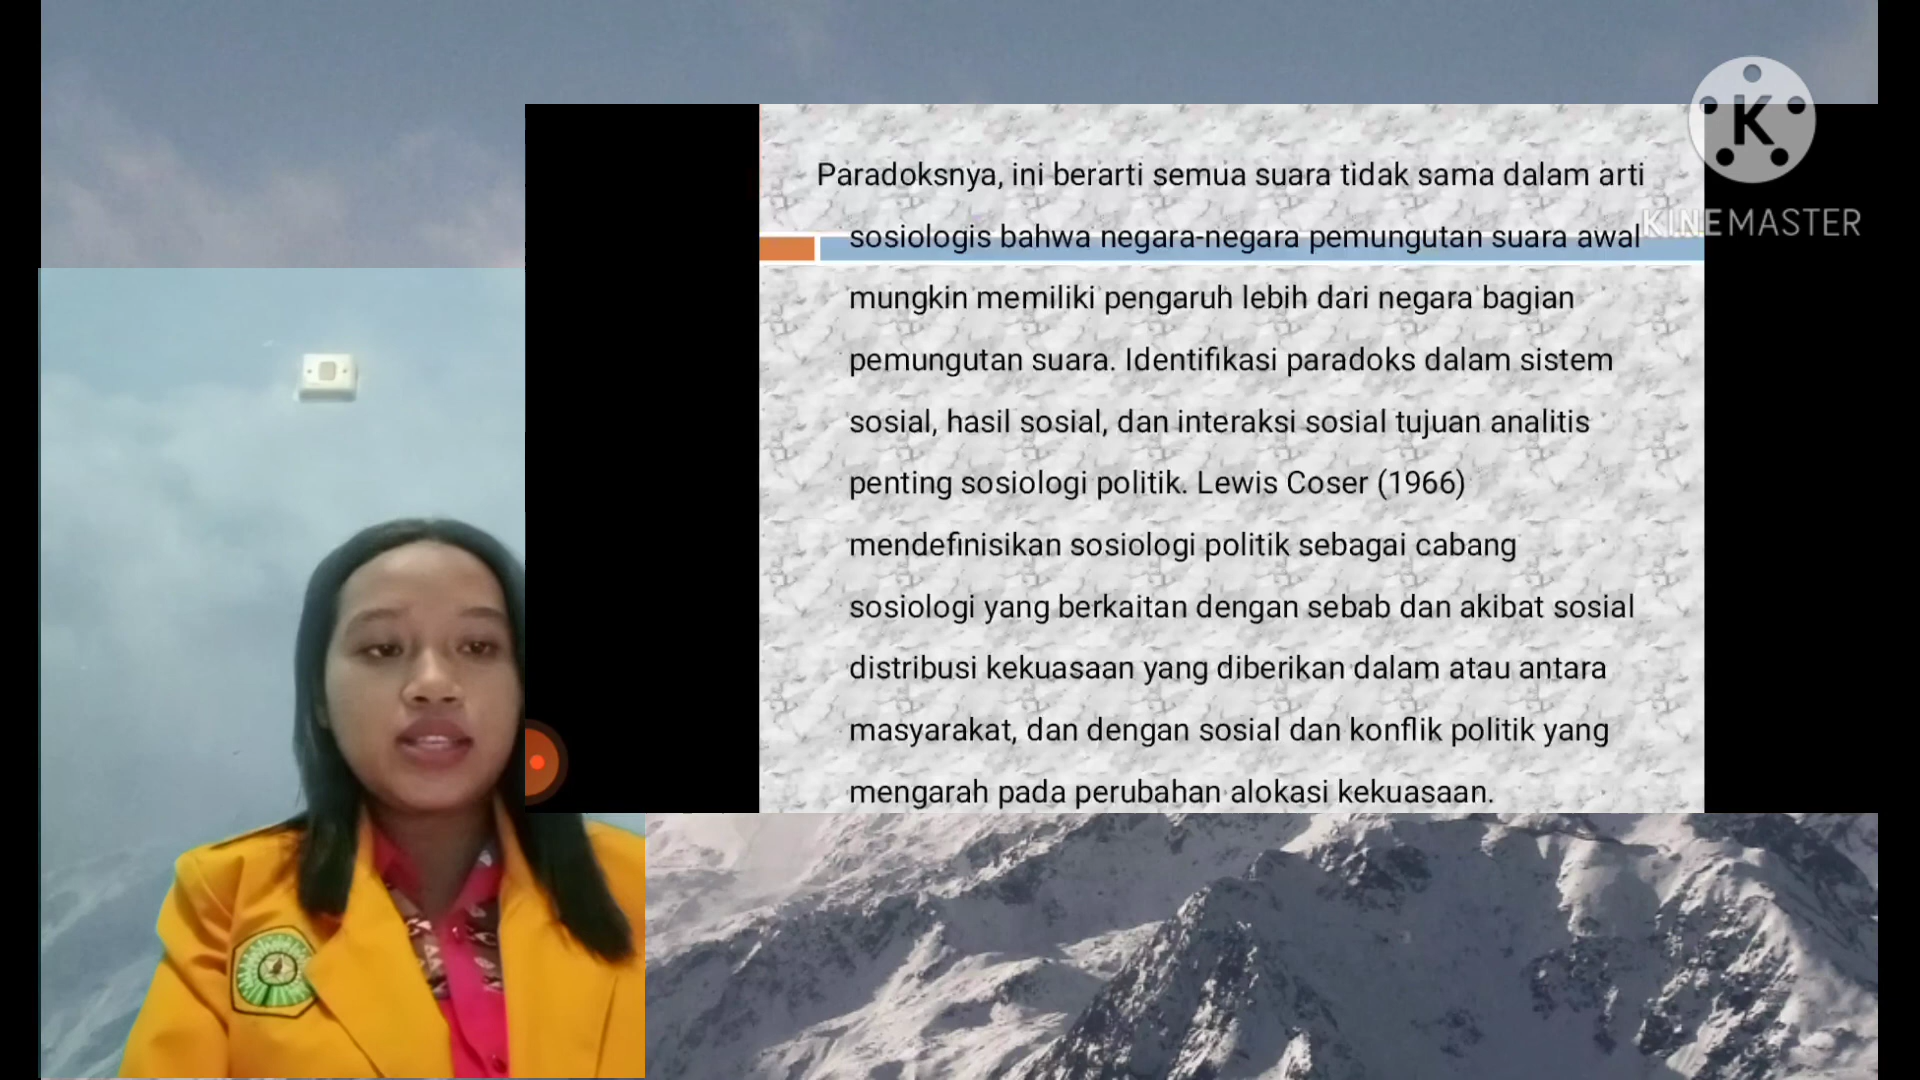 Paradoksnya, ini berarti semua suara tidak sama dalam arti
sosiologis bahwa negara-negara pemungutan suara awal
mungkin memiliki pengaruh lebih dari negara bagian
pemungutan suara. Identifikasi paradoks dalam sistem
sosial, hasil sosial, dan interaksi sosial tujuan analitis
penting sosiologi politik. Lewis Coser (1966)
mendefinisikan sosiologi politik sebagai cabang
sosiologi yang berkaitan dengan sebab dan akibat sosial
distribusi kekuasaan yang diberikan dalam atau antara
masyarakat, dan dengan sosial dan konflik politik yang
mengarah pada perubahan alokasi kekuasaan.
K
KINEMASTER